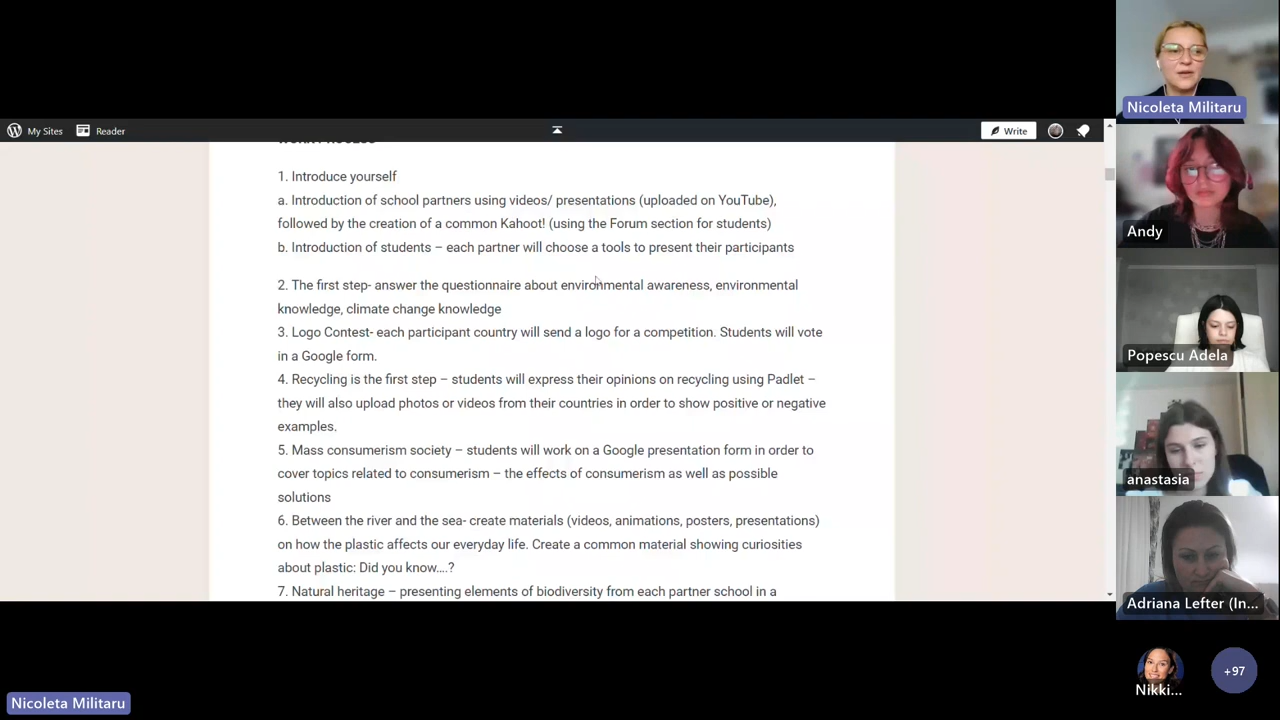 My Sites
Reader
Write
WORK PROCESS
1. Introduce yourself
a. Introduction of school partners using videos/ presentations (uploaded on YouTube),
followed by the creation of a common Kahoot! (using the Forum section for students)
b. Introduction of students – each partner will choose a tools to present their participants
2. The first step- answer the questionnaire about environmental awareness, environmental
knowledge, climate change knowledge
3. Logo Contest- each participant country will send a logo for a competition. Students will vote
in a Google form.
4. Recycling is the first step – students will express their opinions on recycling using Padlet –
they will also upload photos or videos from their countries in order to show positive or negative
examples.
5. Mass consumerism society – students will work on a Google presentation form in order to
cover topics related to consumerism – the effects of consumerism as well as possible
solutions
6. Between the river and the sea- create materials (videos, animations, posters, presentations)
on how the plastic affects our everyday life. Create a common material showing curiosities
about plastic: Did you know....?
7. Natural heritage – presenting elements of biodiversity from each partner school in a
Nicoleta Militaru
Andy
Popescu Adela
anastasia
Adriana Lefter (In...
Nikki...
+97
Nicoleta Militaru